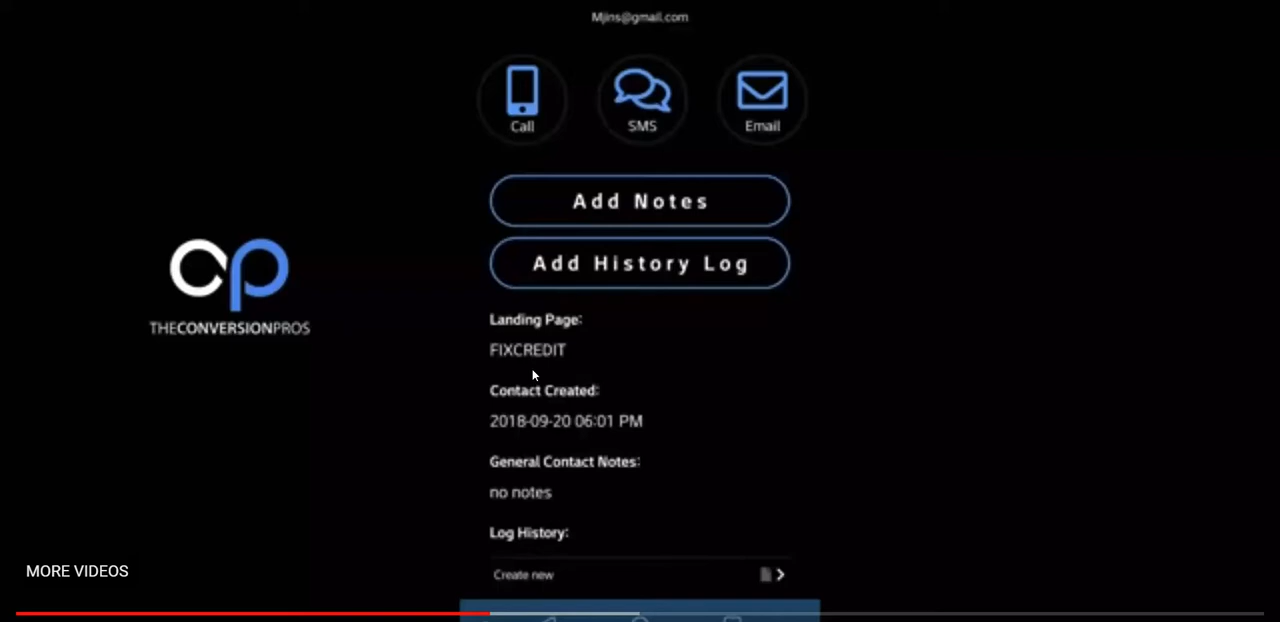 Mjins@gmail.com
Call
SMS
Email
Add Notes
Add History Log
Landing Page:
FIXCREDIT
THECONVERSIONPROS
Contact Created:
2018-09-20 06:01 PM
General Contact Notes:
no notes
Log History:
MORE VIDEOS
Create new